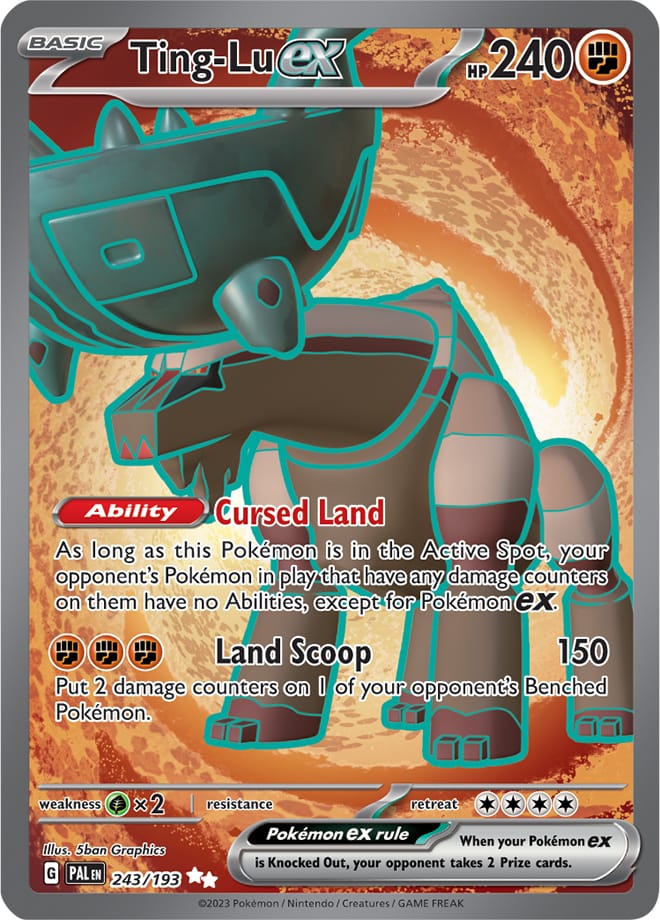 BASIC Ting-Lu ex HP 240
Ability Cursed Land
As long as this Pokémon is in the Active Spot, your
opponent's Pokémon in play that have any damage counters
on them have no Abilities, except for Pokémon ex.
Land Scoop 150
Put 2 damage counters on 1 of your opponent's Benched
Pokémon.
weakness ×2 resistance retreat
Illus. 5ban Graphics
Pokémon ex rule When your Pokémon ex
is Knocked Out, your opponent takes 2 Prize cards.
G PAL EN 243/193
©2023 Pokémon / Nintendo / Creatures / GAME FREAK